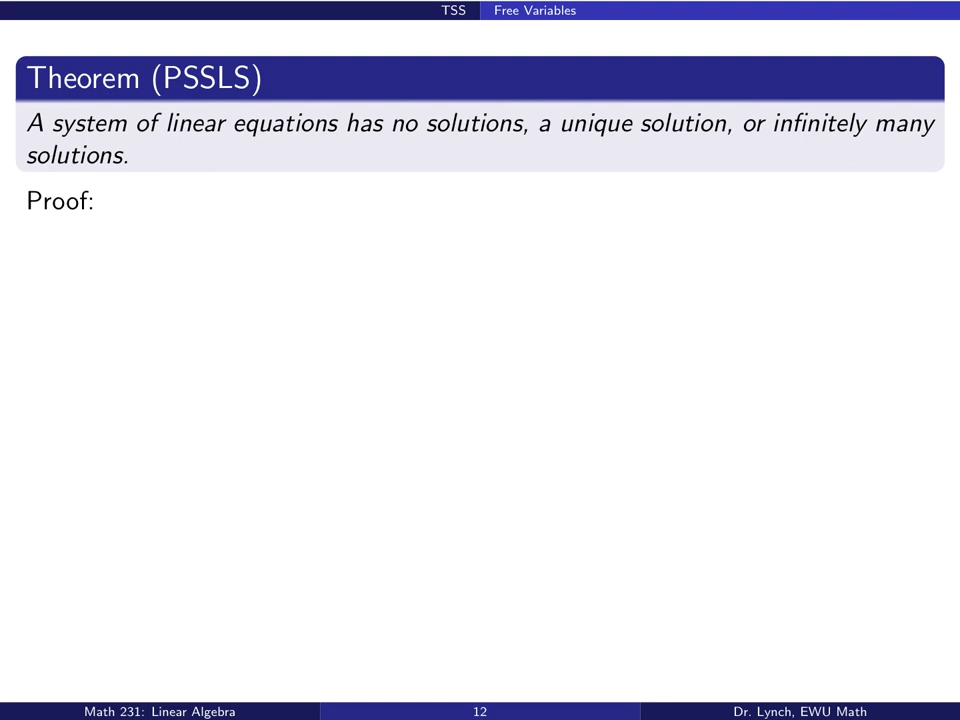 TSS Free Variables
Theorem (PSSLS)
A system of linear equations has no solutions, a unique solution, or infinitely many
solutions.
Proof:
Math 231: Linear Algebra 12 Dr. Lynch, EWU Math